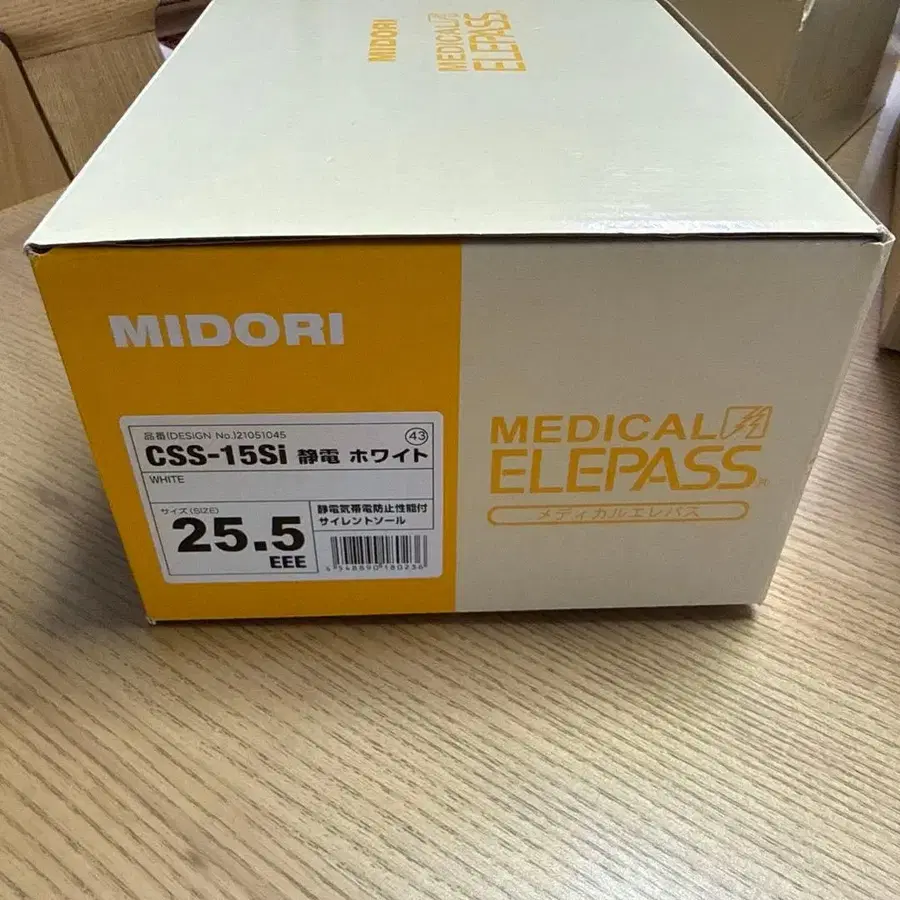 MIDORI
MEDICAL
ELEPASS
MIDORI
品番(DESIGN No.)21051045
43
CSS-15Si 静電 ホワイト
WHITE
サイズ(SIZE)
25.5
EEE
静電気帯電防止性能付
サイレントソール
4548890180236
MEDICAL
ELEPASS
メディカルエレパス